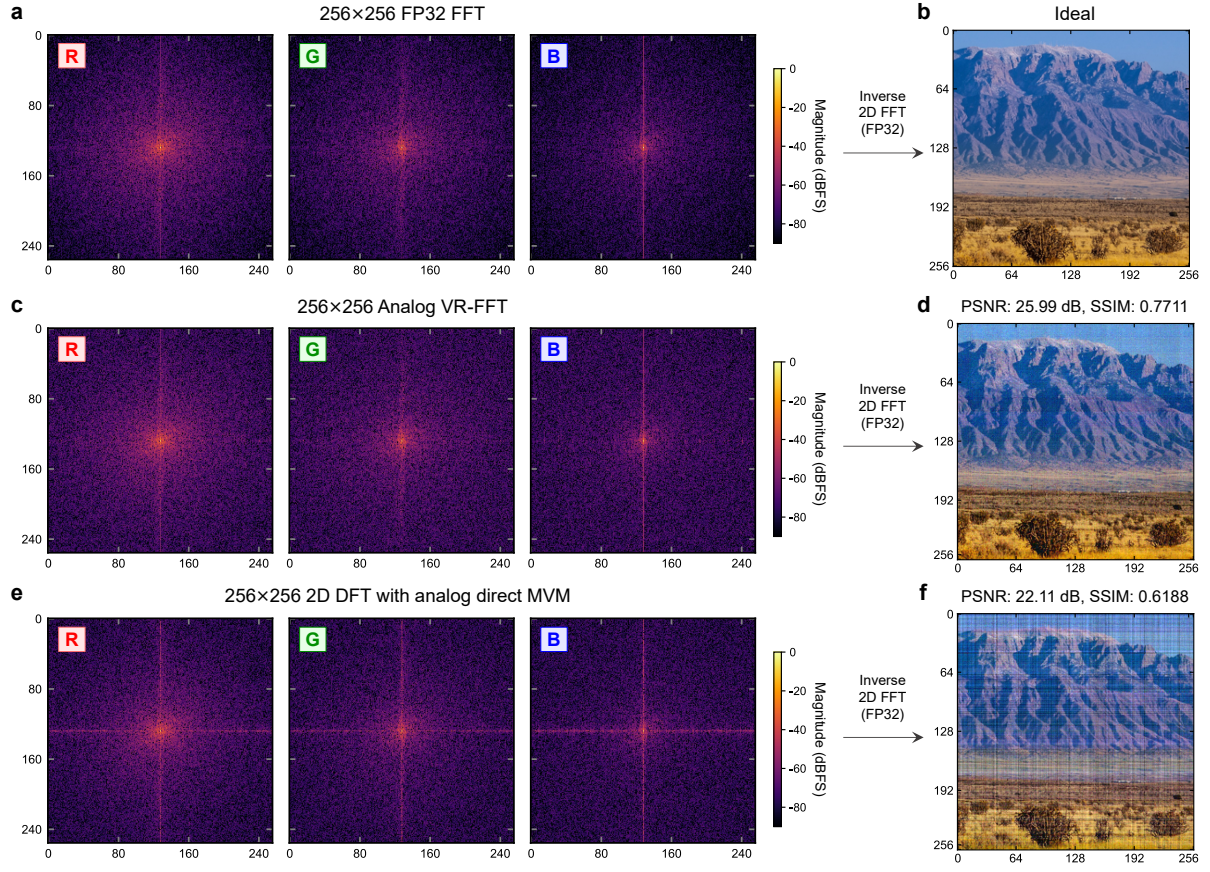 a
256×256 FP32 FFT
b
Ideal
R
G
B
0
80
160
240
0 80 160 240
0 80 160 240
0 80 160 240
0
-20
-40
-60
-80
Magnitude (dBFS)
Inverse
2D FFT
(FP32)
0
64
128
192
256
0 64 128 192 256
c
256×256 Analog VR-FFT
d
PSNR: 25.99 dB, SSIM: 0.7711
R
G
B
0
80
160
240
0 80 160 240
0 80 160 240
0 80 160 240
0
-20
-40
-60
-80
Magnitude (dBFS)
Inverse
2D FFT
(FP32)
0
64
128
192
256
0 64 128 192 256
e
256×256 2D DFT with analog direct MVM
f
PSNR: 22.11 dB, SSIM: 0.6188
R
G
B
0
80
160
240
0 80 160 240
0 80 160 240
0 80 160 240
0
-20
-40
-60
-80
Magnitude (dBFS)
Inverse
2D FFT
(FP32)
0
64
128
192
256
0 64 128 192 256